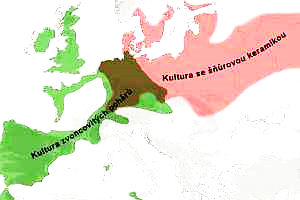 Kultura se šňůrovou keramikou
Kultura zvoncovitých pohárů